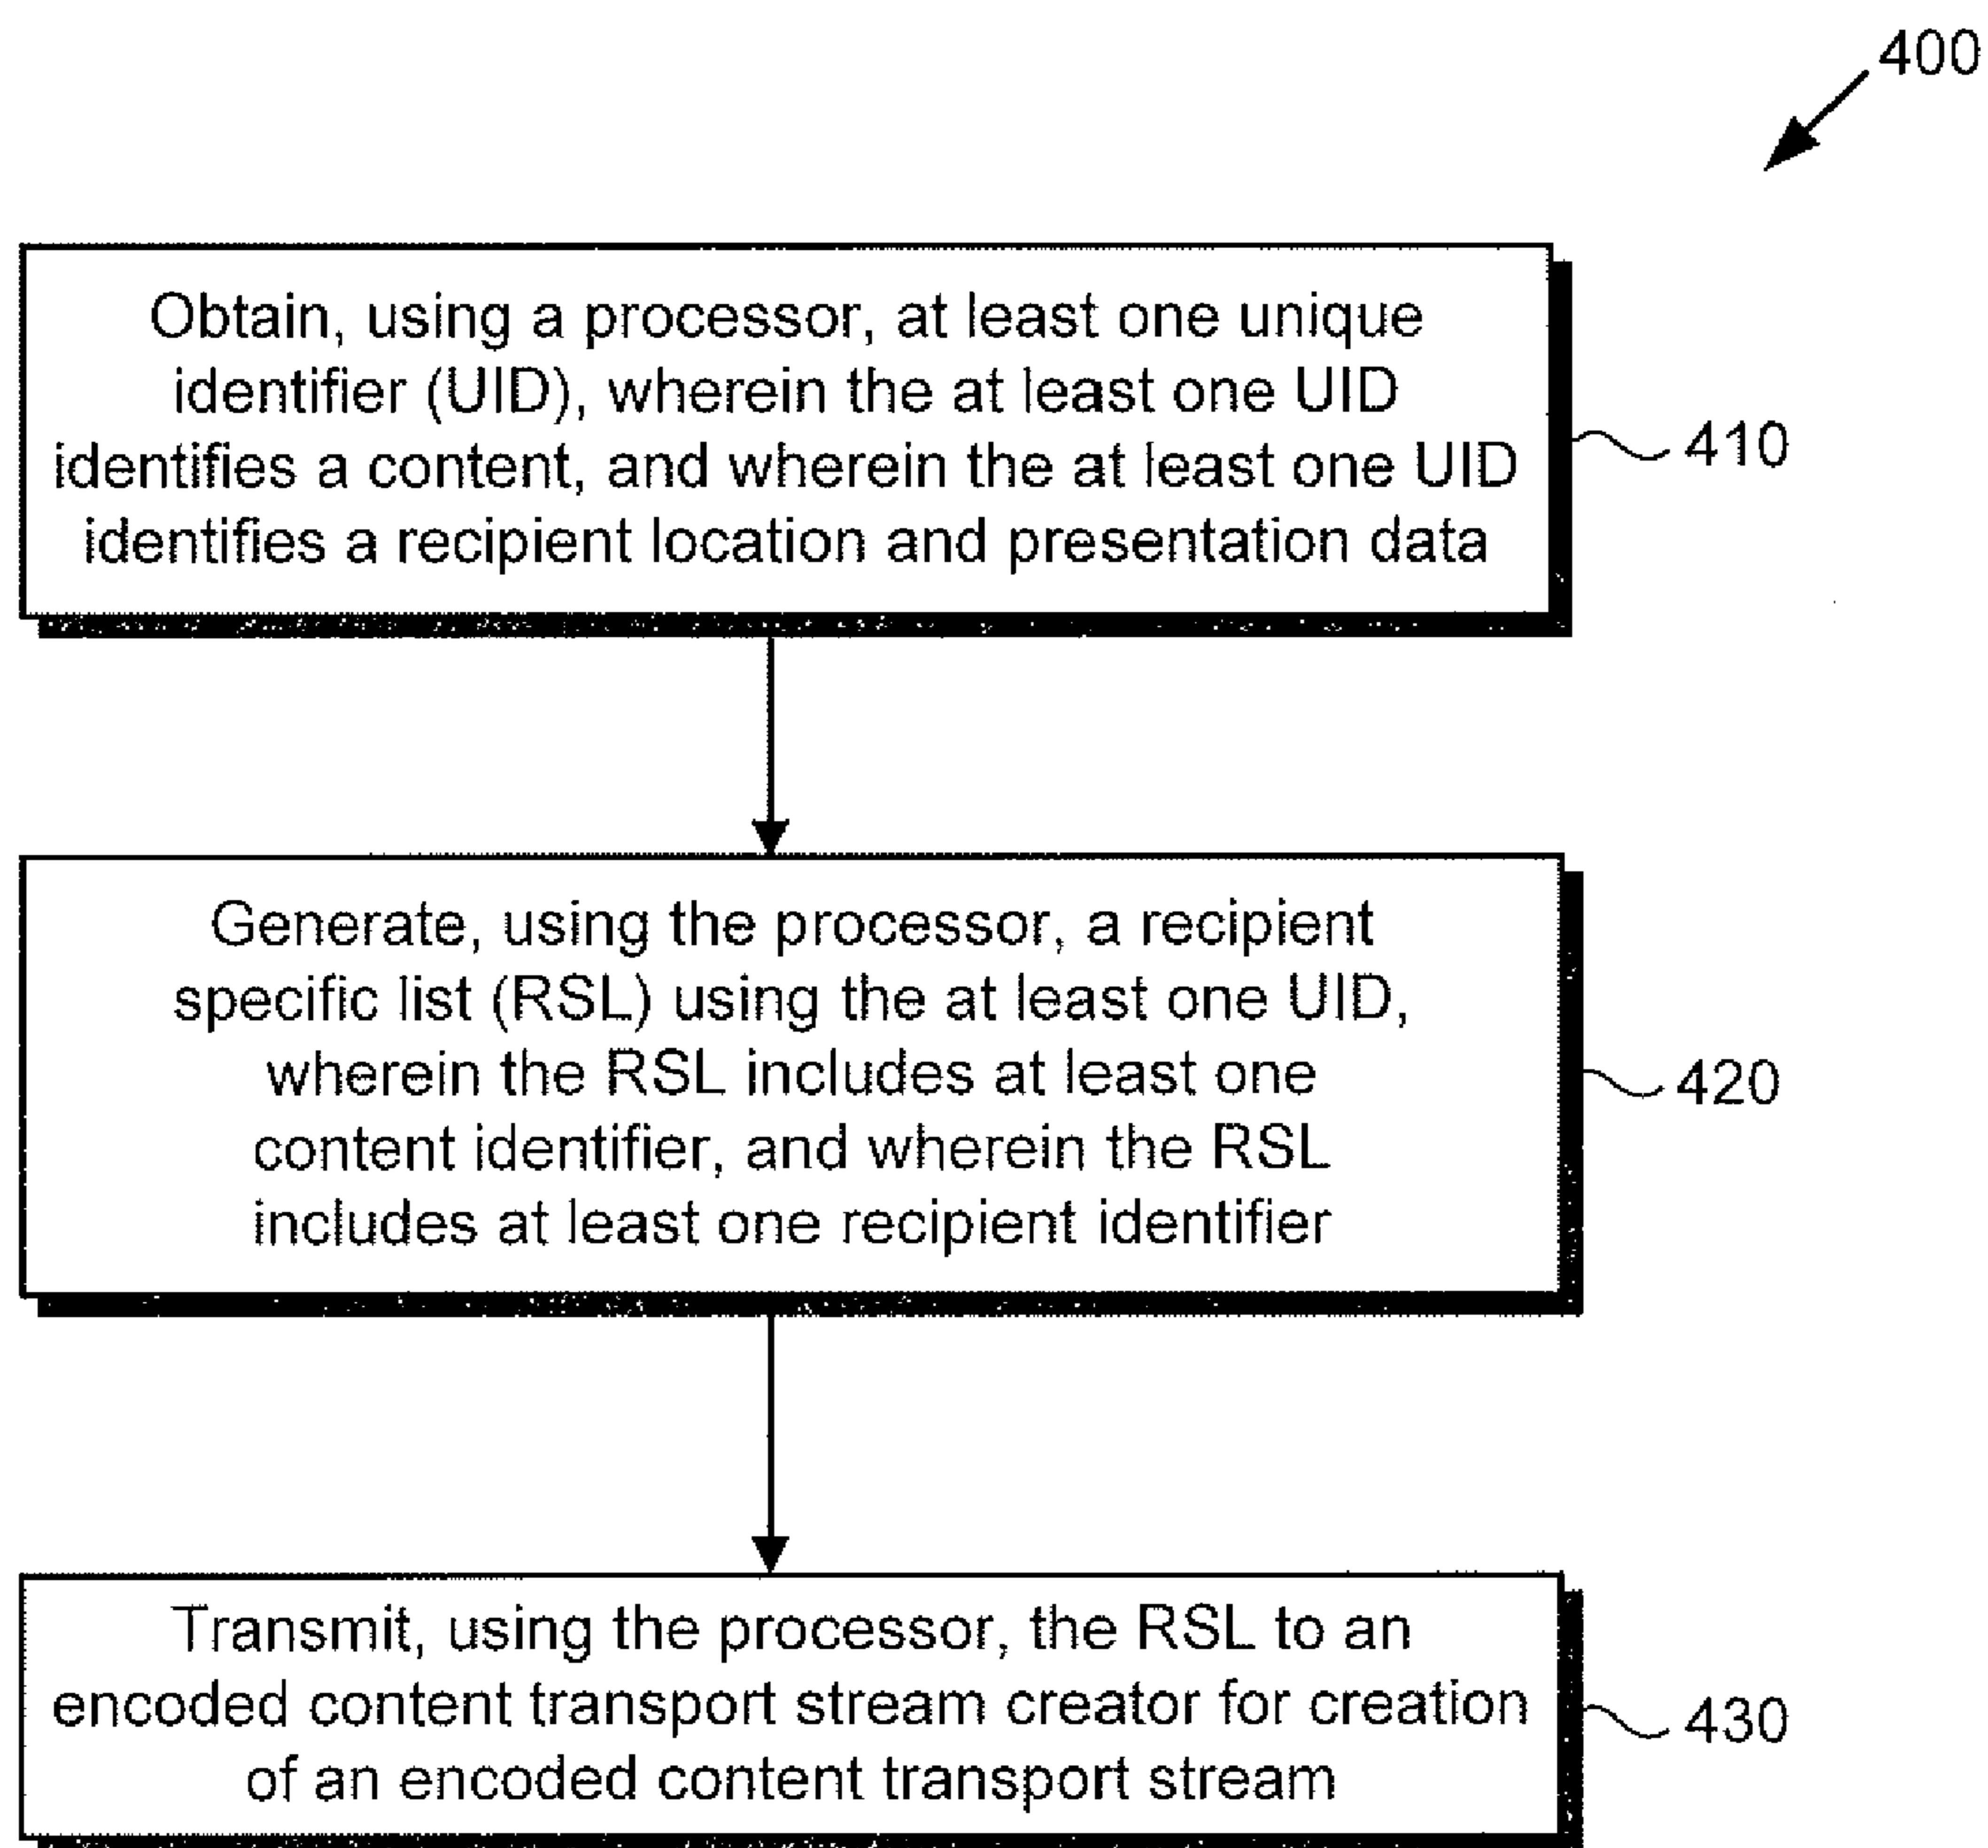 400
Obtain, using a processor, at least one unique
identifier (UID), wherein the at least one UID
identifies a content, and wherein the at least one UID
identifies a recipient location and presentation data
410
Generate, using the processor, a recipient
specific list (RSL) using the at least one UID,
wherein the RSL includes at least one
content identifier, and wherein the RSL
includes at least one recipient identifier
420
Transmit, using the processor, the RSL to an
encoded content transport stream creator for creation
of an encoded content transport stream
430